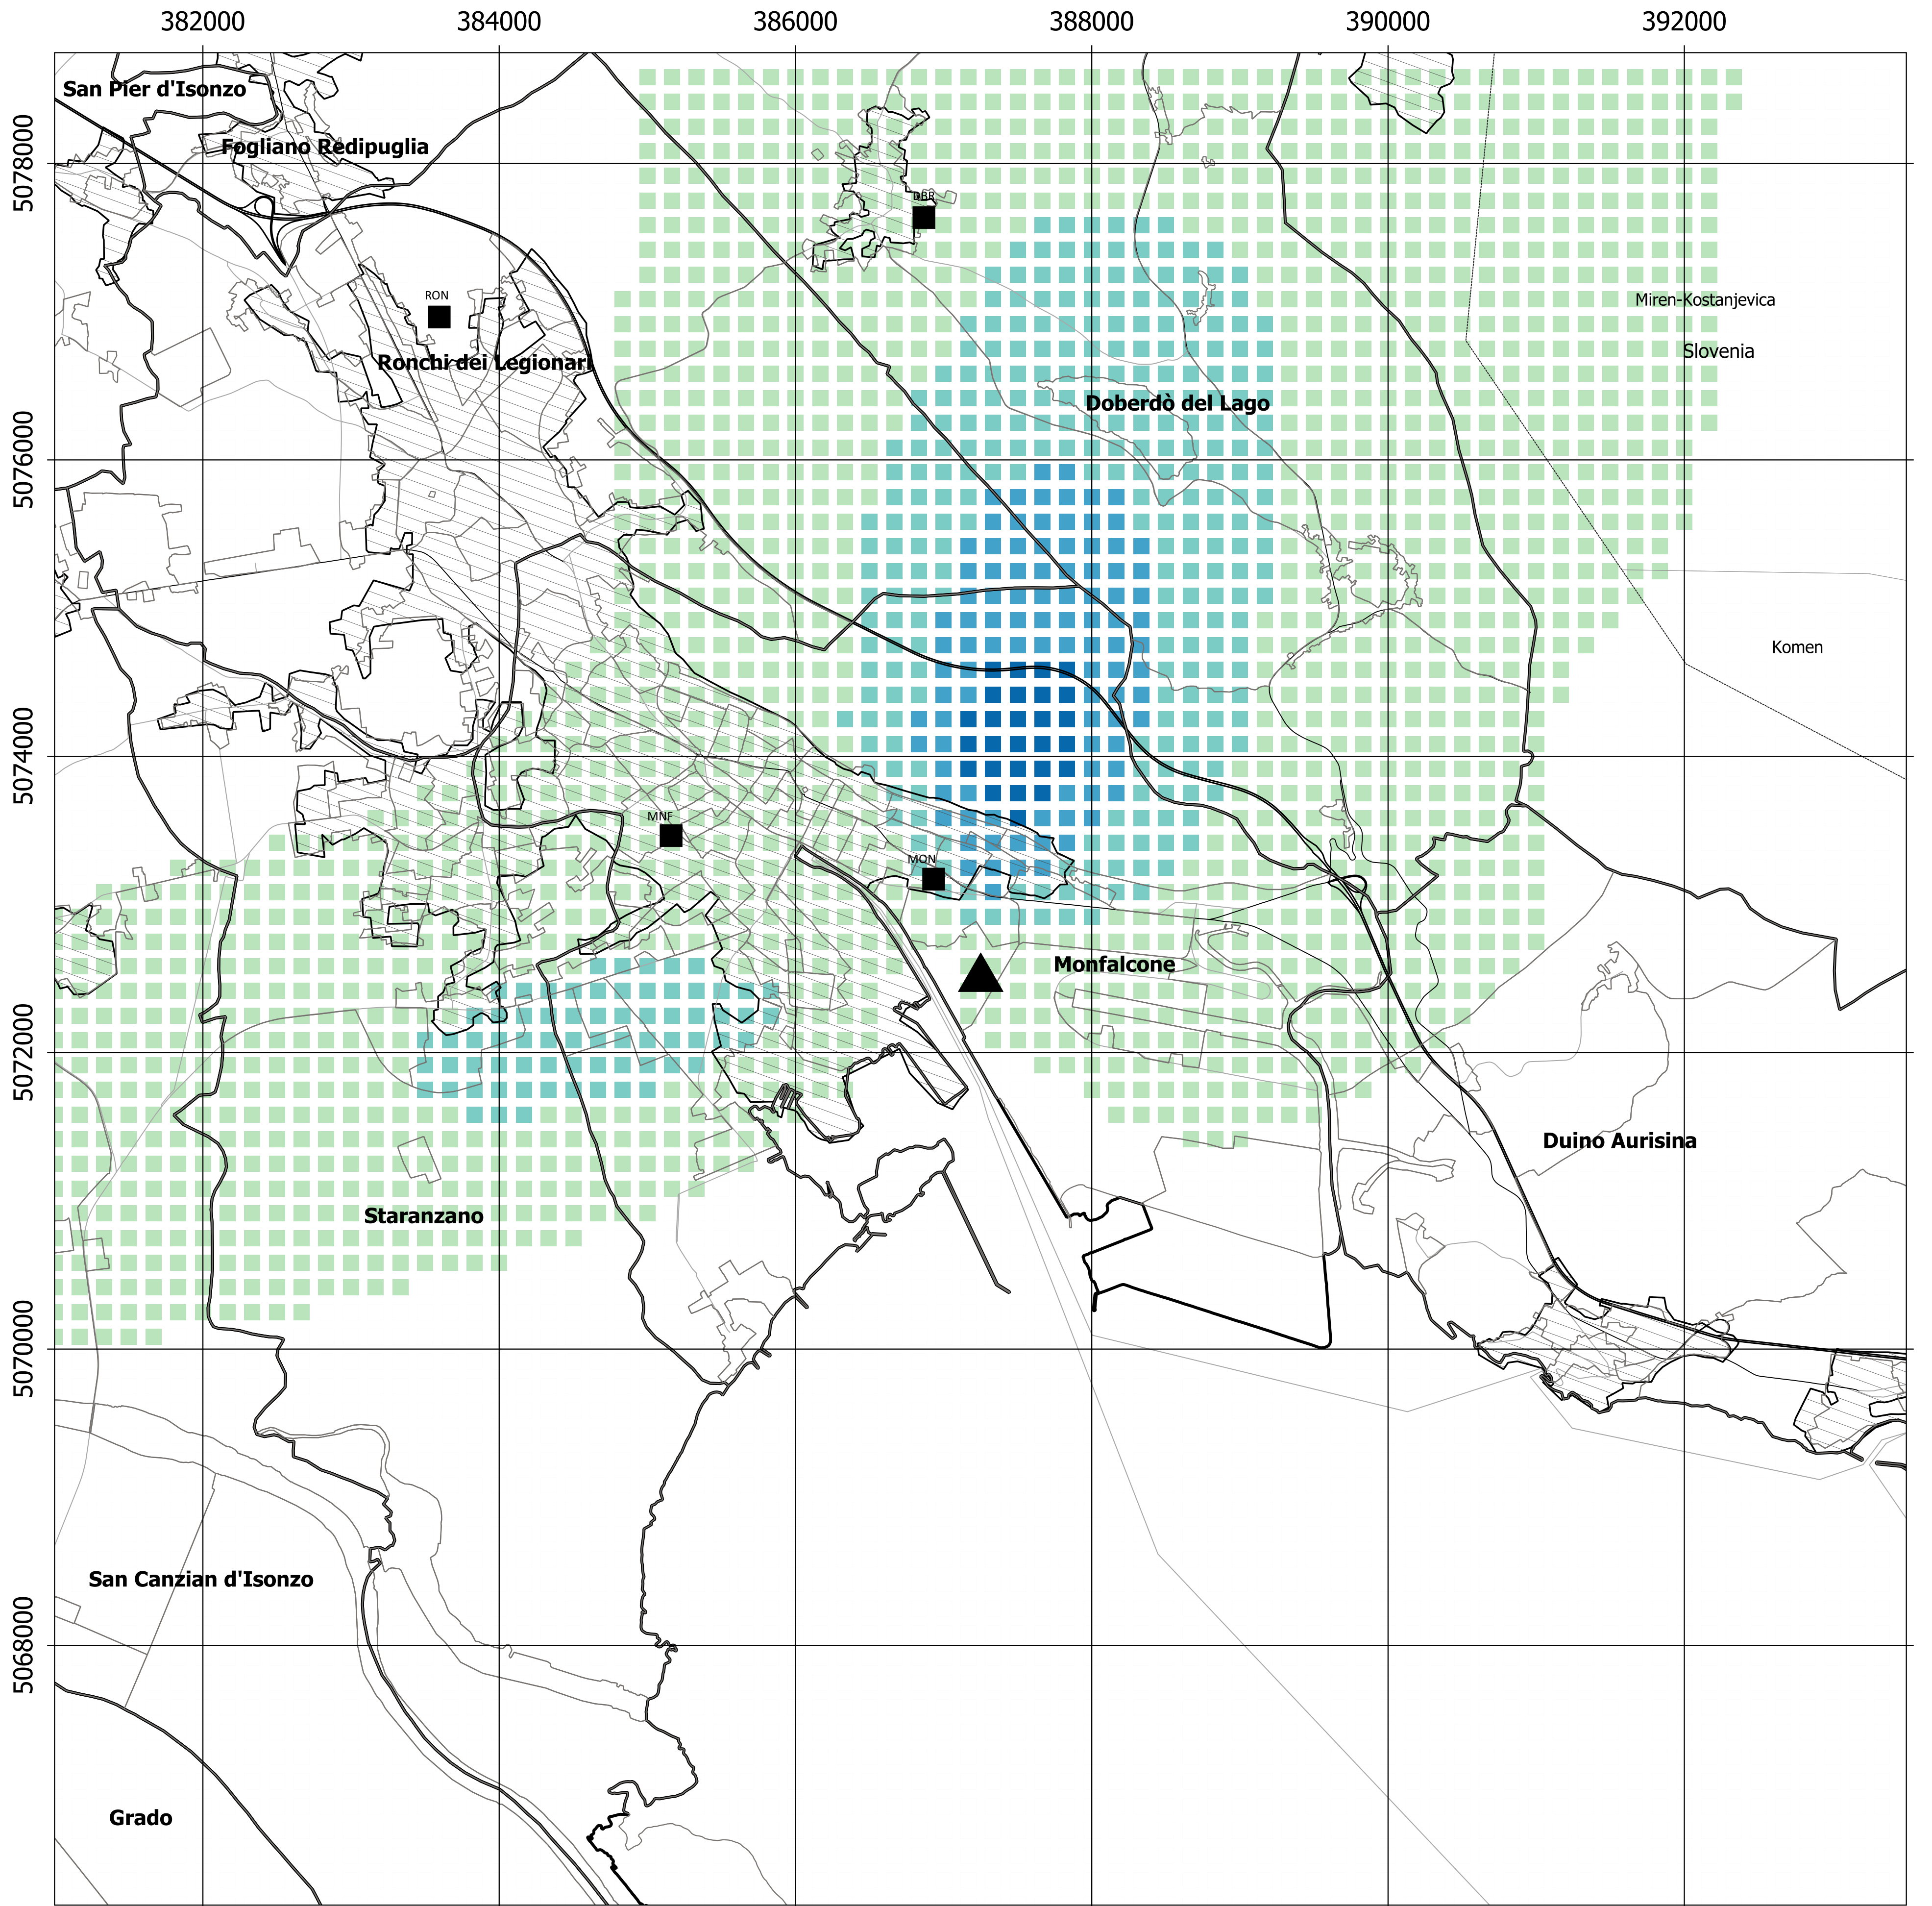 382000 384000 386000 388000 390000 392000
San Pier d'Isonzo
5078000
Fogliano Redipuglia
DBR
RON
Miren-Kostanjevica
Slovenia
Ronchi dei Legionari
Doberdò del Lago
5076000
Komen
5074000
MNF
MON
Monfalcone
5072000
Duino Aurisina
Staranzano
5070000
San Canzian d'Isonzo
5068000
Grado